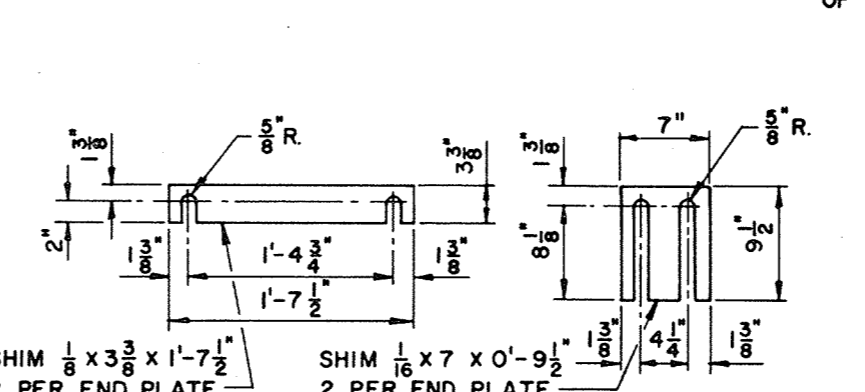 5/8" R.
1 3/8"
3 3/8"
2"
1 3/8"
1'-4 3/4"
1 3/8"
1'-7 1/2"
SHIM 1/8 x 3 3/8 x 1'-7 1/2"
2 PER END PLATE
7"
5/8" R.
1 3/8"
8 1/8"
9 1/2"
1 3/8"
4 1/4"
1 3/8"
SHIM 1/16 x 7 x 0'-9 1/2"
2 PER END PLATE